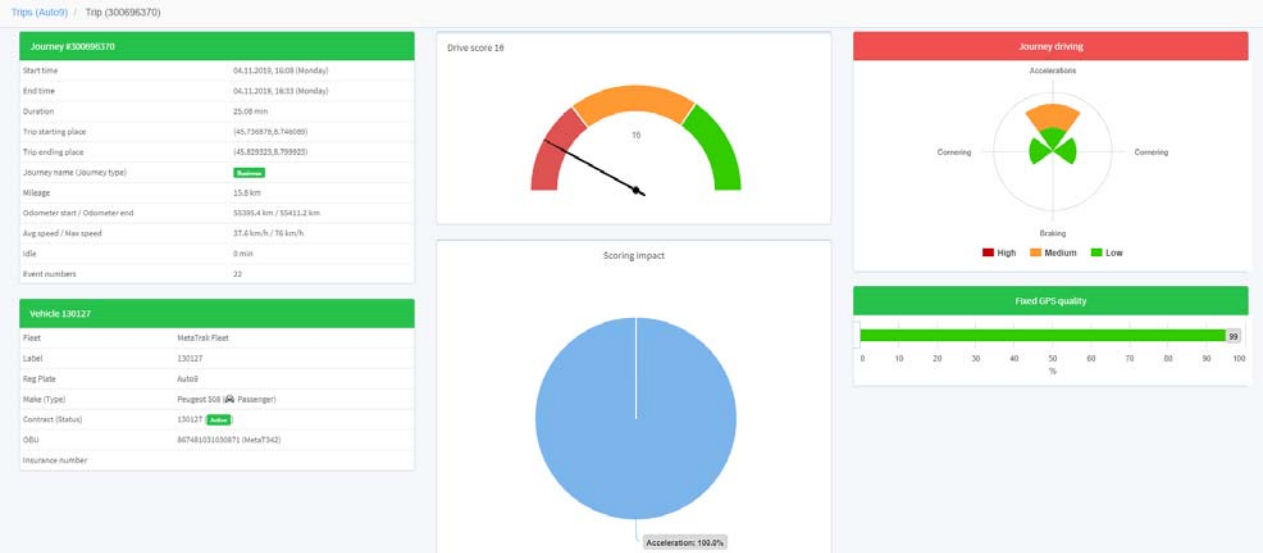 Trips (Auto9) / Trip (300696370)
Journey #300696370
Start time 04.11.2019, 16:08 (Monday)
End time 04.11.2019, 16:33 (Monday)
Duration 25.08 min
Trip starting place (45.736878,8.746089)
Trip ending place (45.829323,8.799923)
Journey name (Journey type) Business
Mileage 15.8 km
Odometer start / Odometer end 55395.4 km / 55411.2 km
Avg speed / Max speed 37.6 km/h / 76 km/h
Idle 0 min
Event numbers 22
Vehicle 130127
Fleet MetaTrak Fleet
Label 130127
Reg Plate Auto9
Make (Type) Peugeot 508 ( Passenger)
Contract (Status) 130127 ( Active )
OBU 867481031030871 (MetaT342)
Insurance number
Drive score 16
16
Scoring impact
Acceleration: 100.0%
Journey driving
Accelerations
Cornering Cornering
Braking
High Medium Low
Fixed GPS quality
99
0 10 20 30 40 50 60 70 80 90 100
%